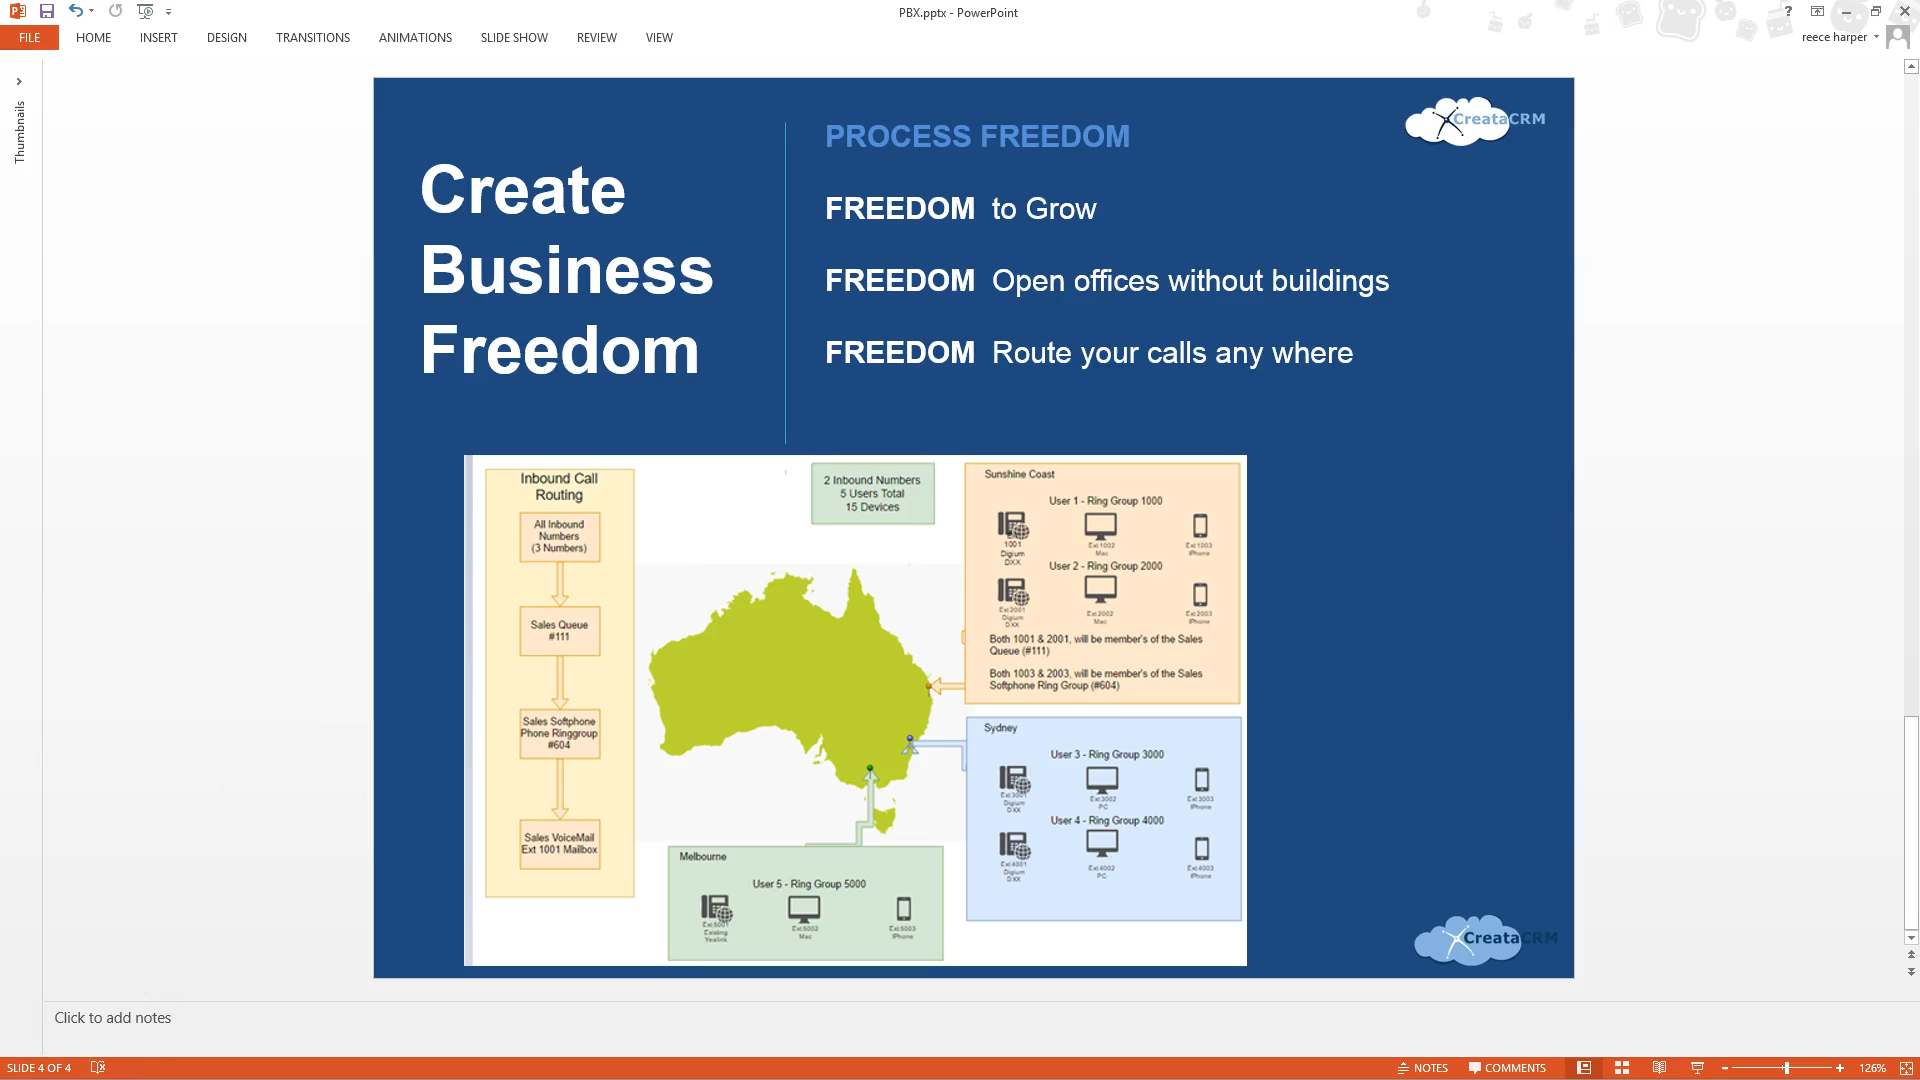 PBX.pptx - PowerPoint
FILE
HOME
INSERT
DESIGN
TRANSITIONS
ANIMATIONS
SLIDE SHOW
REVIEW
VIEW
reece harper
Thumbnails
Create
Business
Freedom
PROCESS FREEDOM
FREEDOM to Grow
FREEDOM Open offices without buildings
FREEDOM Route your calls any where
CreataCRM
Inbound Call
Routing
All Inbound
Numbers
(3 Numbers)
Sales Queue
#111
Sales Softphone
Phone Ringgroup
#604
Sales VoiceMail
Ext 1001 Mailbox
2 Inbound Numbers
5 Users Total
15 Devices
Sunshine Coast
User 1 - Ring Group 1000
1001
Digium
DXX
Ext 1002
Mac
Ext 1003
iPhone
User 2 - Ring Group 2000
Ext 2001
Digium
DXX
Ext 2002
Mac
Ext 2003
iPhone
Both 1001 & 2001, will be member's of the Sales
Queue (#111)
Both 1003 & 2003, will be member's of the Sales
Softphone Ring Group (#604)
Sydney
User 3 - Ring Group 3000
Ext 3001
Digium
DXX
Ext 3002
PC
Ext 3003
iPhone
User 4 - Ring Group 4000
Ext 4001
Digium
DXX
Ext 4002
PC
Ext 4003
iPhone
Melbourne
User 5 - Ring Group 5000
Ext 5001
Existing
Yealink
Ext 5002
Mac
Ext 5003
iPhone
CreataCRM
Click to add notes
SLIDE 4 OF 4
NOTES
COMMENTS
126%